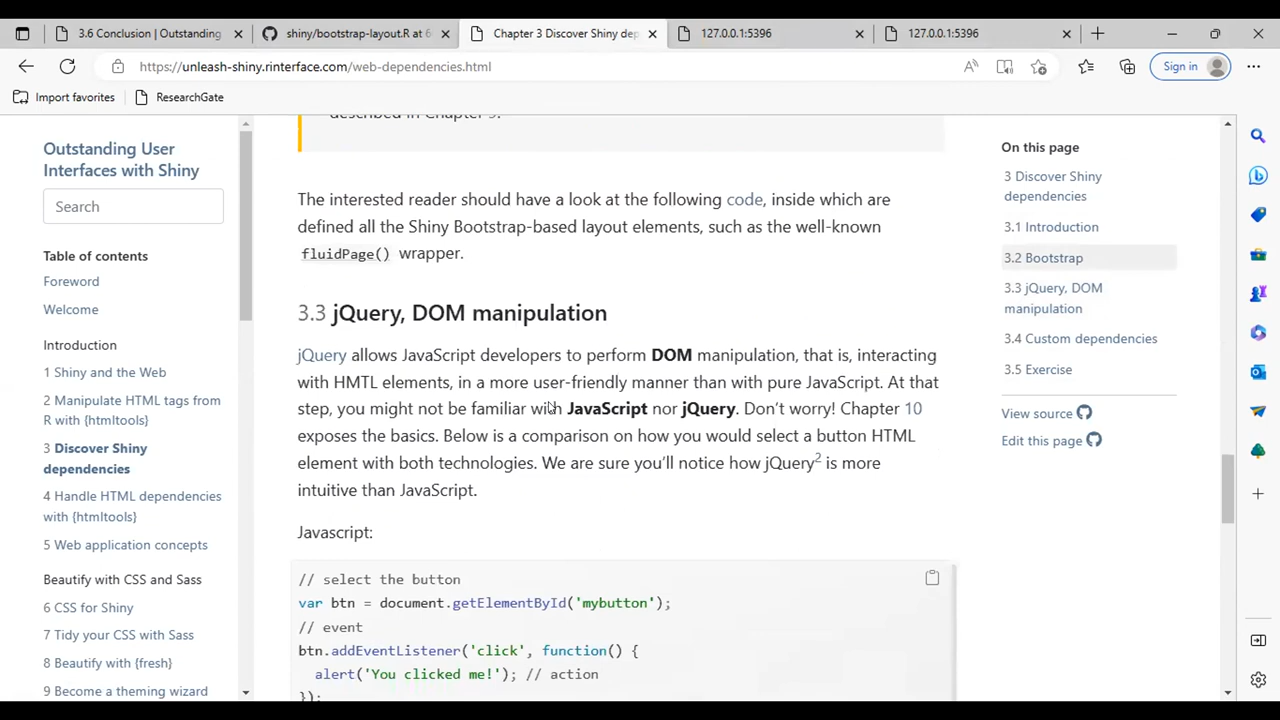 3.6 Conclusion | Outstanding
shiny/bootstrap-layout.R at 6
Chapter 3 Discover Shiny dep
127.0.0.1:5396
127.0.0.1:5396
https://unleash-shiny.rinterface.com/web-dependencies.html
Sign in
Import favorites
ResearchGate
Outstanding User
Interfaces with Shiny
Search
Table of contents
Foreword
Welcome
Introduction
1 Shiny and the Web
2 Manipulate HTML tags from
R with {htmltools}
3 Discover Shiny
dependencies
4 Handle HTML dependencies
with {htmltools}
5 Web application concepts
Beautify with CSS and Sass
6 CSS for Shiny
7 Tidy your CSS with Sass
8 Beautify with {fresh}
9 Become a theming wizard
described in Chapter 9.
The interested reader should have a look at the following code, inside which are
defined all the Shiny Bootstrap-based layout elements, such as the well-known
fluidPage() wrapper.
3.3 jQuery, DOM manipulation
jQuery allows JavaScript developers to perform DOM manipulation, that is, interacting
with HMTL elements, in a more user-friendly manner than with pure JavaScript. At that
step, you might not be familiar with JavaScript nor jQuery. Don't worry! Chapter 10
exposes the basics. Below is a comparison on how you would select a button HTML
element with both technologies. We are sure you'll notice how jQuery2 is more
intuitive than JavaScript.
Javascript:
// select the button
var btn = document.getElementById('mybutton');
// event
btn.addEventListener('click', function() {
alert('You clicked me!'); // action
});
On this page
3 Discover Shiny
dependencies
3.1 Introduction
3.2 Bootstrap
3.3 jQuery, DOM
manipulation
3.4 Custom dependencies
3.5 Exercise
View source
Edit this page